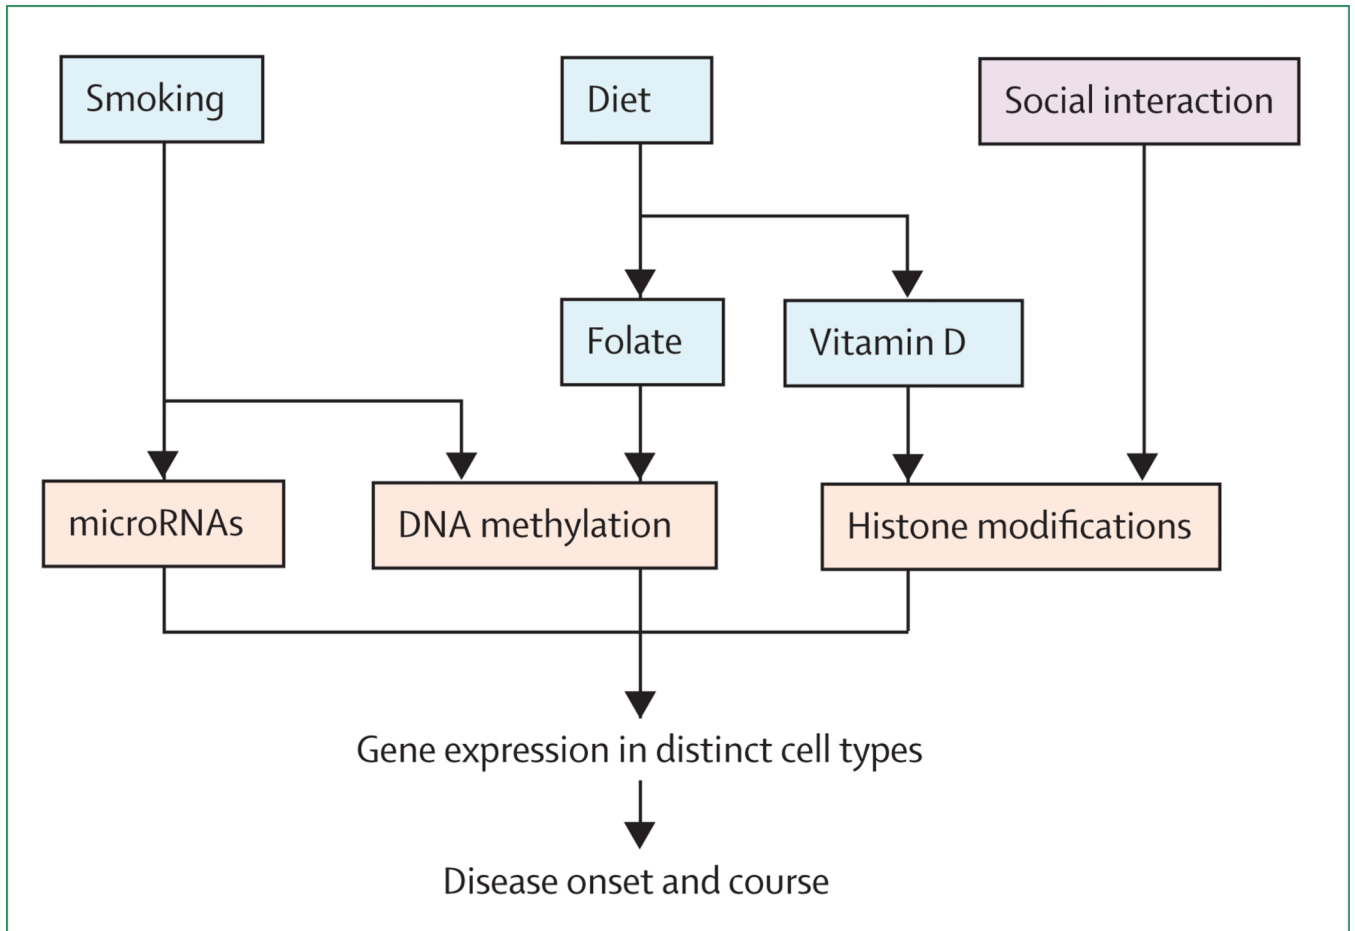 Smoking
Diet
Social interaction
Folate
Vitamin D
microRNAs
DNA methylation
Histone modifications
Gene expression in distinct cell types
Disease onset and course